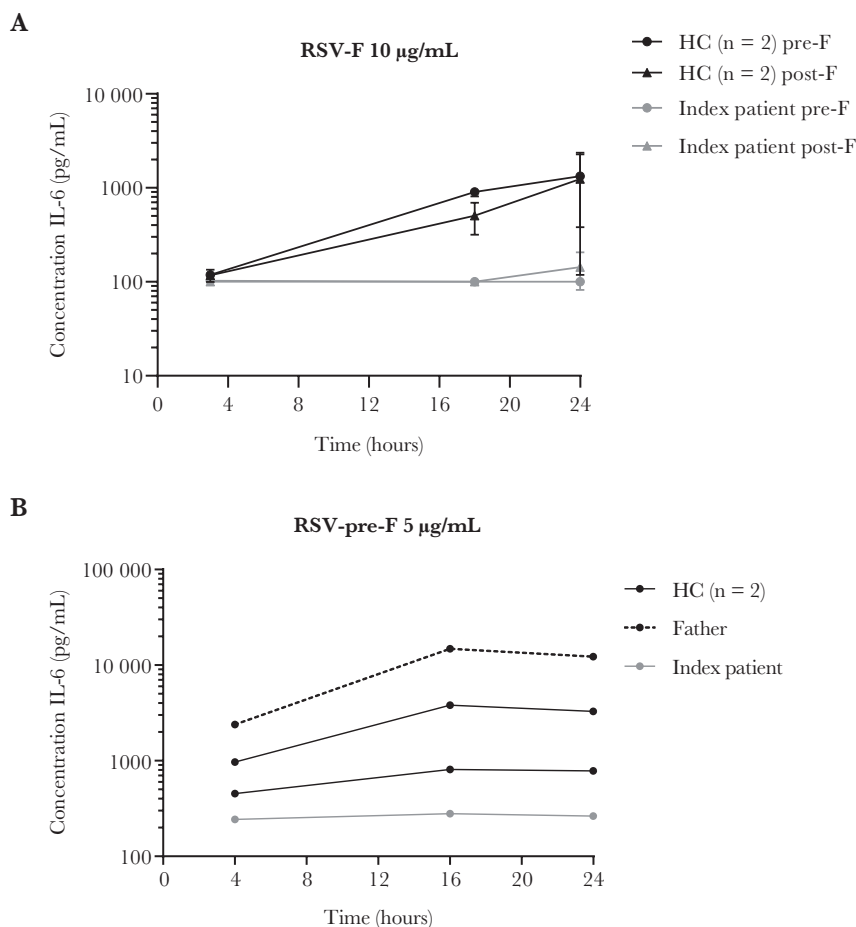 A
RSV-F 10 µg/mL
HC (n = 2) pre-F
HC (n = 2) post-F
Index patient pre-F
Index patient post-F
Concentration IL-6 (pg/mL)
10 000
1000
100
10
0 4 8 12 16 20 24
Time (hours)
B
RSV-pre-F 5 µg/mL
HC (n = 2)
Father
Index patient
Concentration IL-6 (pg/mL)
100 000
10 000
1000
100
0 4 8 12 16 20 24
Time (hours)